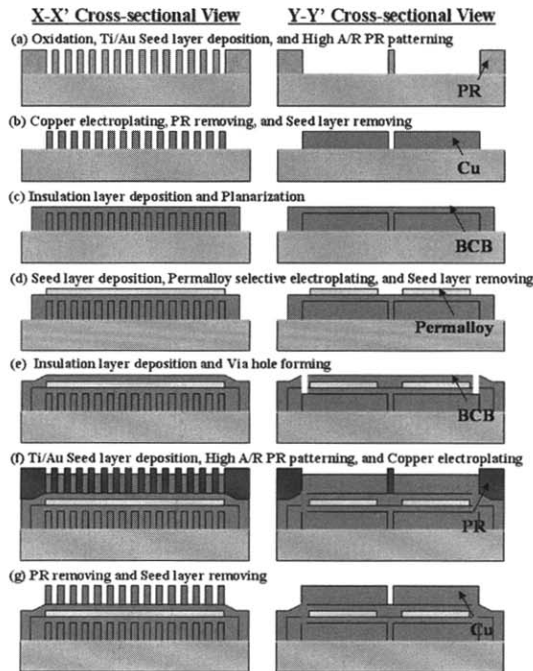 X-X' Cross-sectional View
Y-Y' Cross-sectional View
(a) Oxidation, Ti/Au Seed layer deposition, and High A/R PR patterning
PR
(b) Copper electroplating, PR removing, and Seed layer removing
Cu
(c) Insulation layer deposition and Planarization
BCB
(d) Seed layer deposition, Permalloy selective electroplating, and Seed layer removing
Permalloy
(e) Insulation layer deposition and Via hole forming
BCB
(f) Ti/Au Seed layer deposition, High A/R PR patterning, and Copper electroplating
PR
(g) PR removing and Seed layer removing
Cu